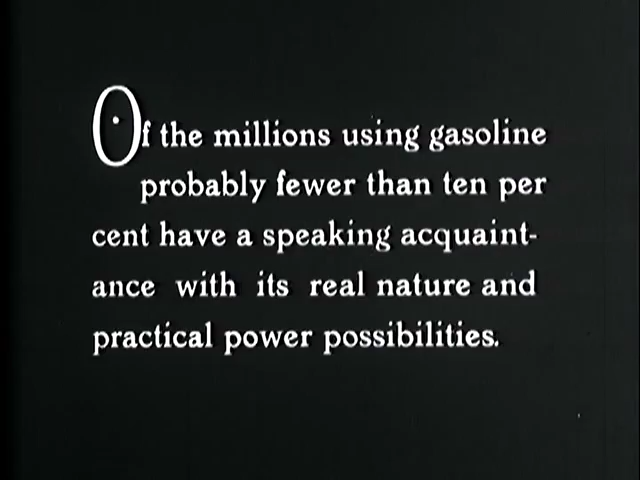 Of the millions using gasoline
probably fewer than ten per
cent have a speaking acquaint-
ance with its real nature and
practical power possibilities.